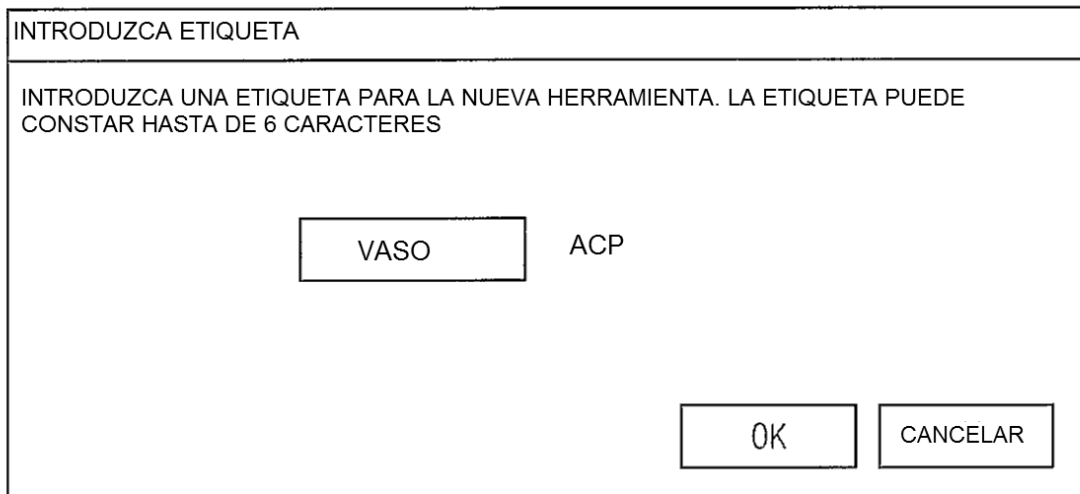 INTRODUZCA ETIQUETA
INTRODUZCA UNA ETIQUETA PARA LA NUEVA HERRAMIENTA. LA ETIQUETA PUEDE
CONSTAR HASTA DE 6 CARACTERES
VASO ACP
OK CANCELAR